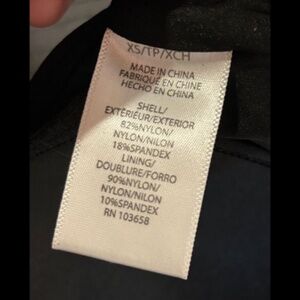 XS/TP/XCH
MADE IN CHINA
FABRIQUÉ EN CHINE
HECHO EN CHINA
SHELL/
EXTÉRIEUR/EXTERIOR
82%NYLON/
NYLON/NILON
18%SPANDEX
LINING/
DOUBLURE/FORRO
90%NYLON/
NYLON/NILON
10%SPANDEX
RN 103658